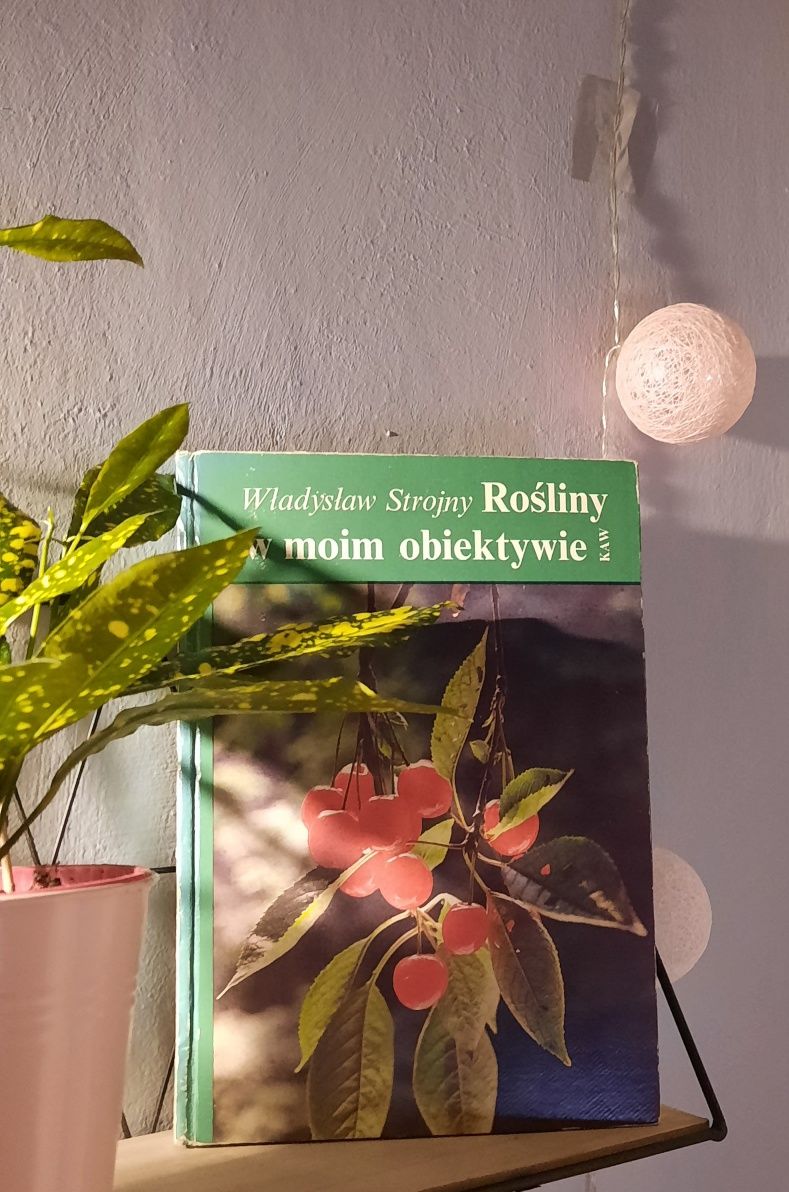 Władysław Strojny Rośliny
w moim obiektywie
KAW